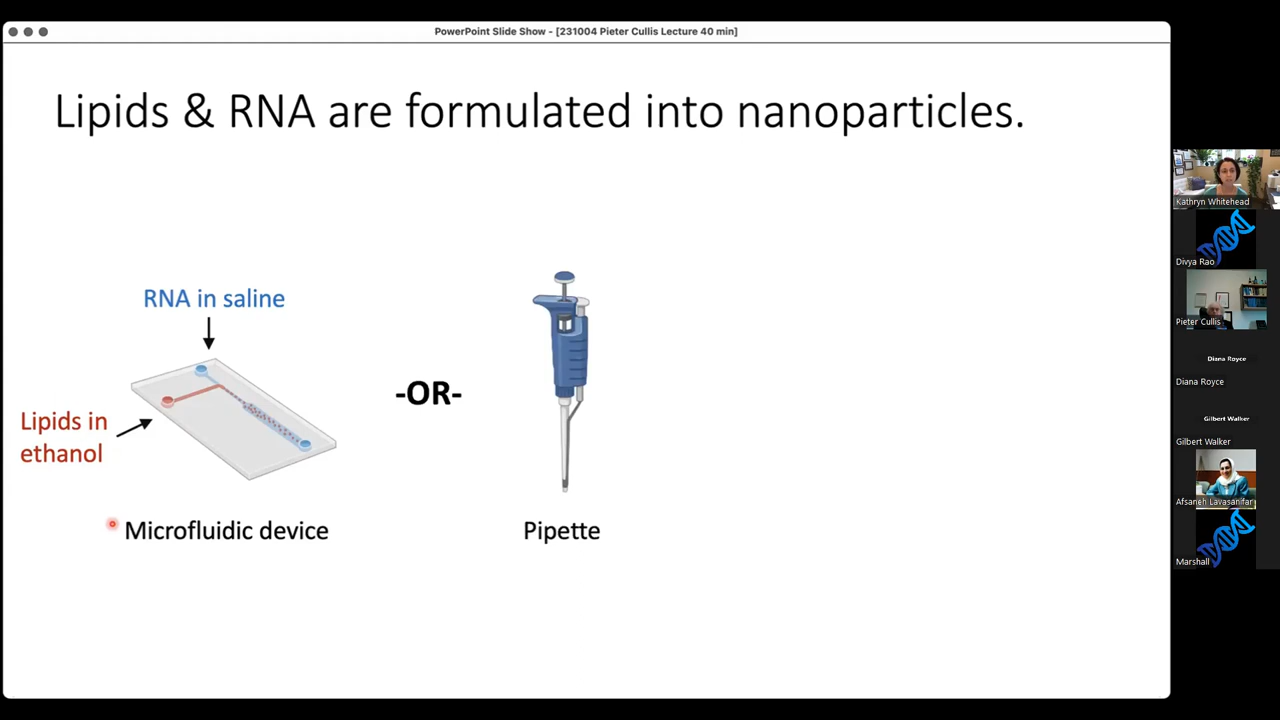 PowerPoint Slide Show - [231004 Pieter Cullis Lecture 40 min]
Lipids & RNA are formulated into nanoparticles.
RNA in saline
Lipids in
ethanol
-OR-
Microfluidic device
Pipette
Kathryn Whitehead
Divya Rao
Pieter Cullis
Diana Royce
Diana Royce
Gilbert Walker
Gilbert Walker
Afsaneh Lavasanifar
Marshall